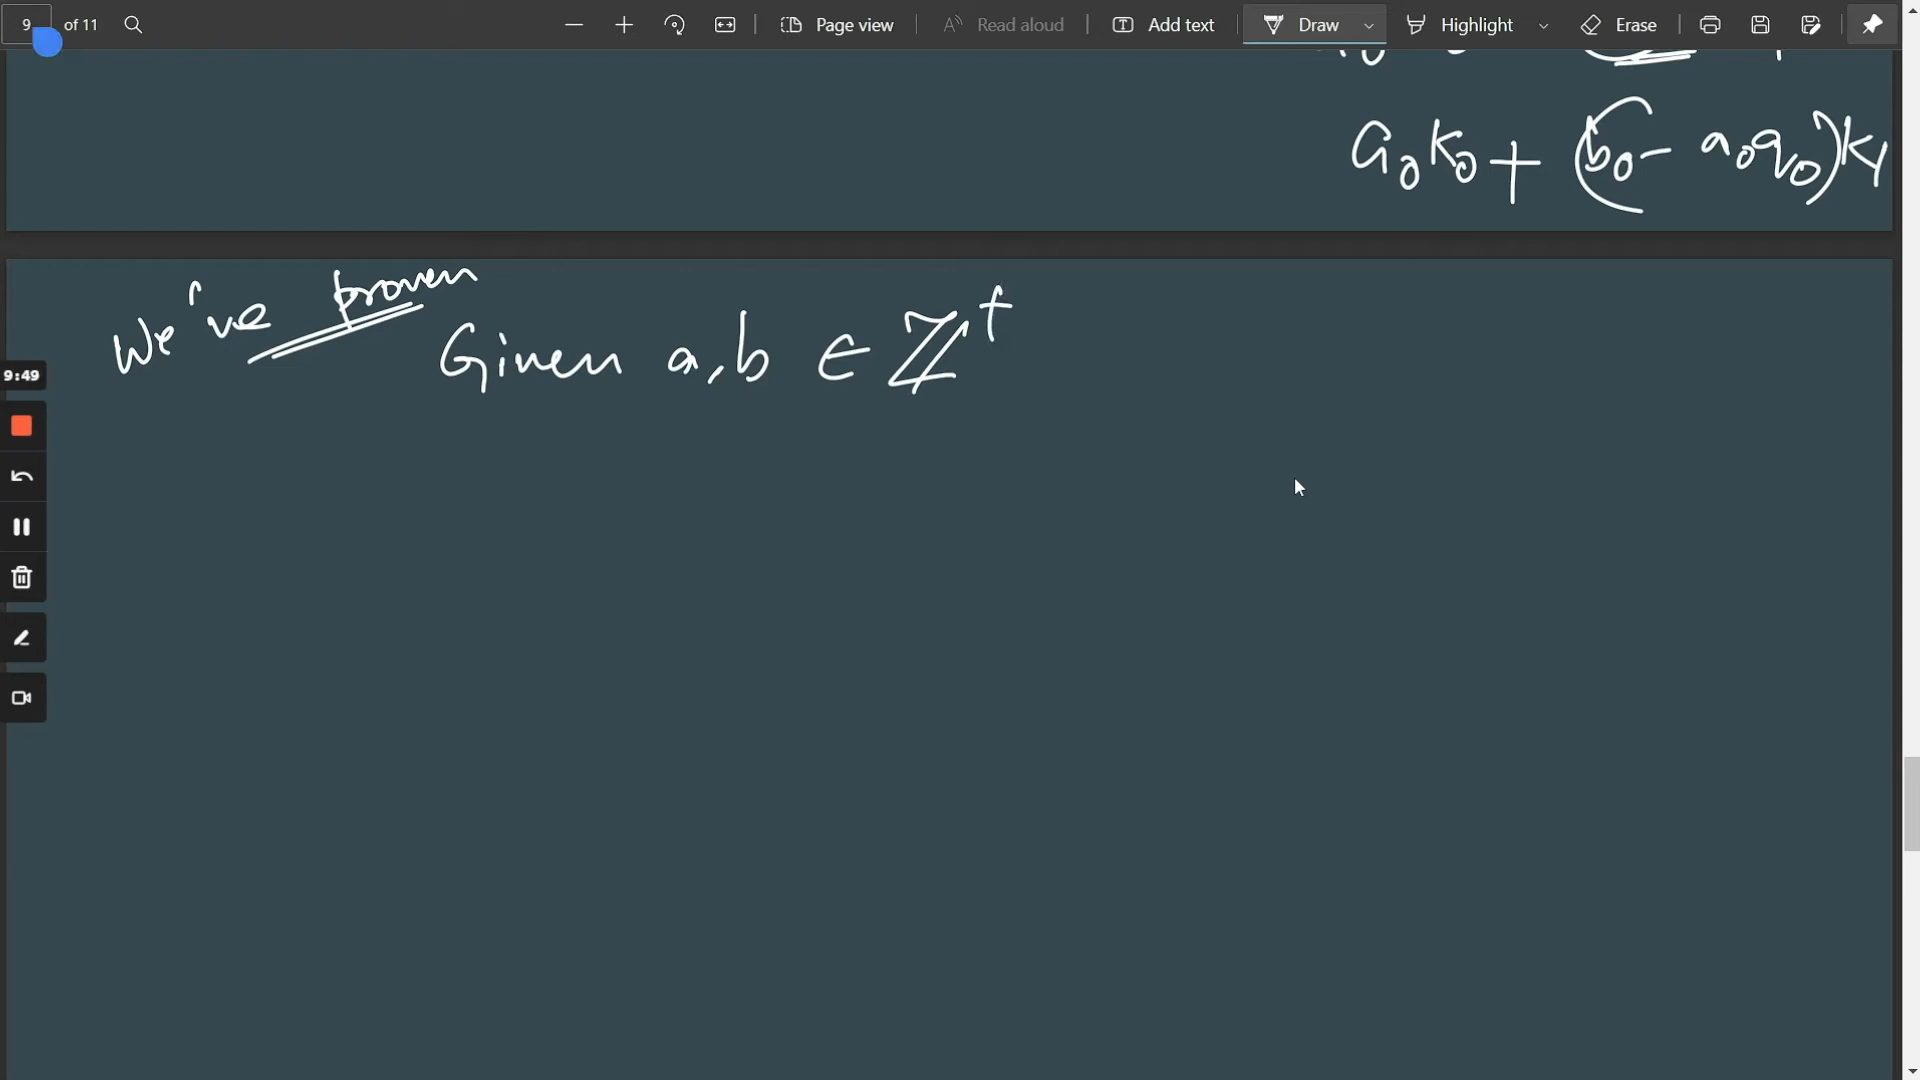 9 of 11 Page view Read aloud Add text Draw Highlight Erase
a₀k₀ + (b₀ - a₀q₀)k₁
We've proven
Given a, b ∈ ℤ⁺
9:49